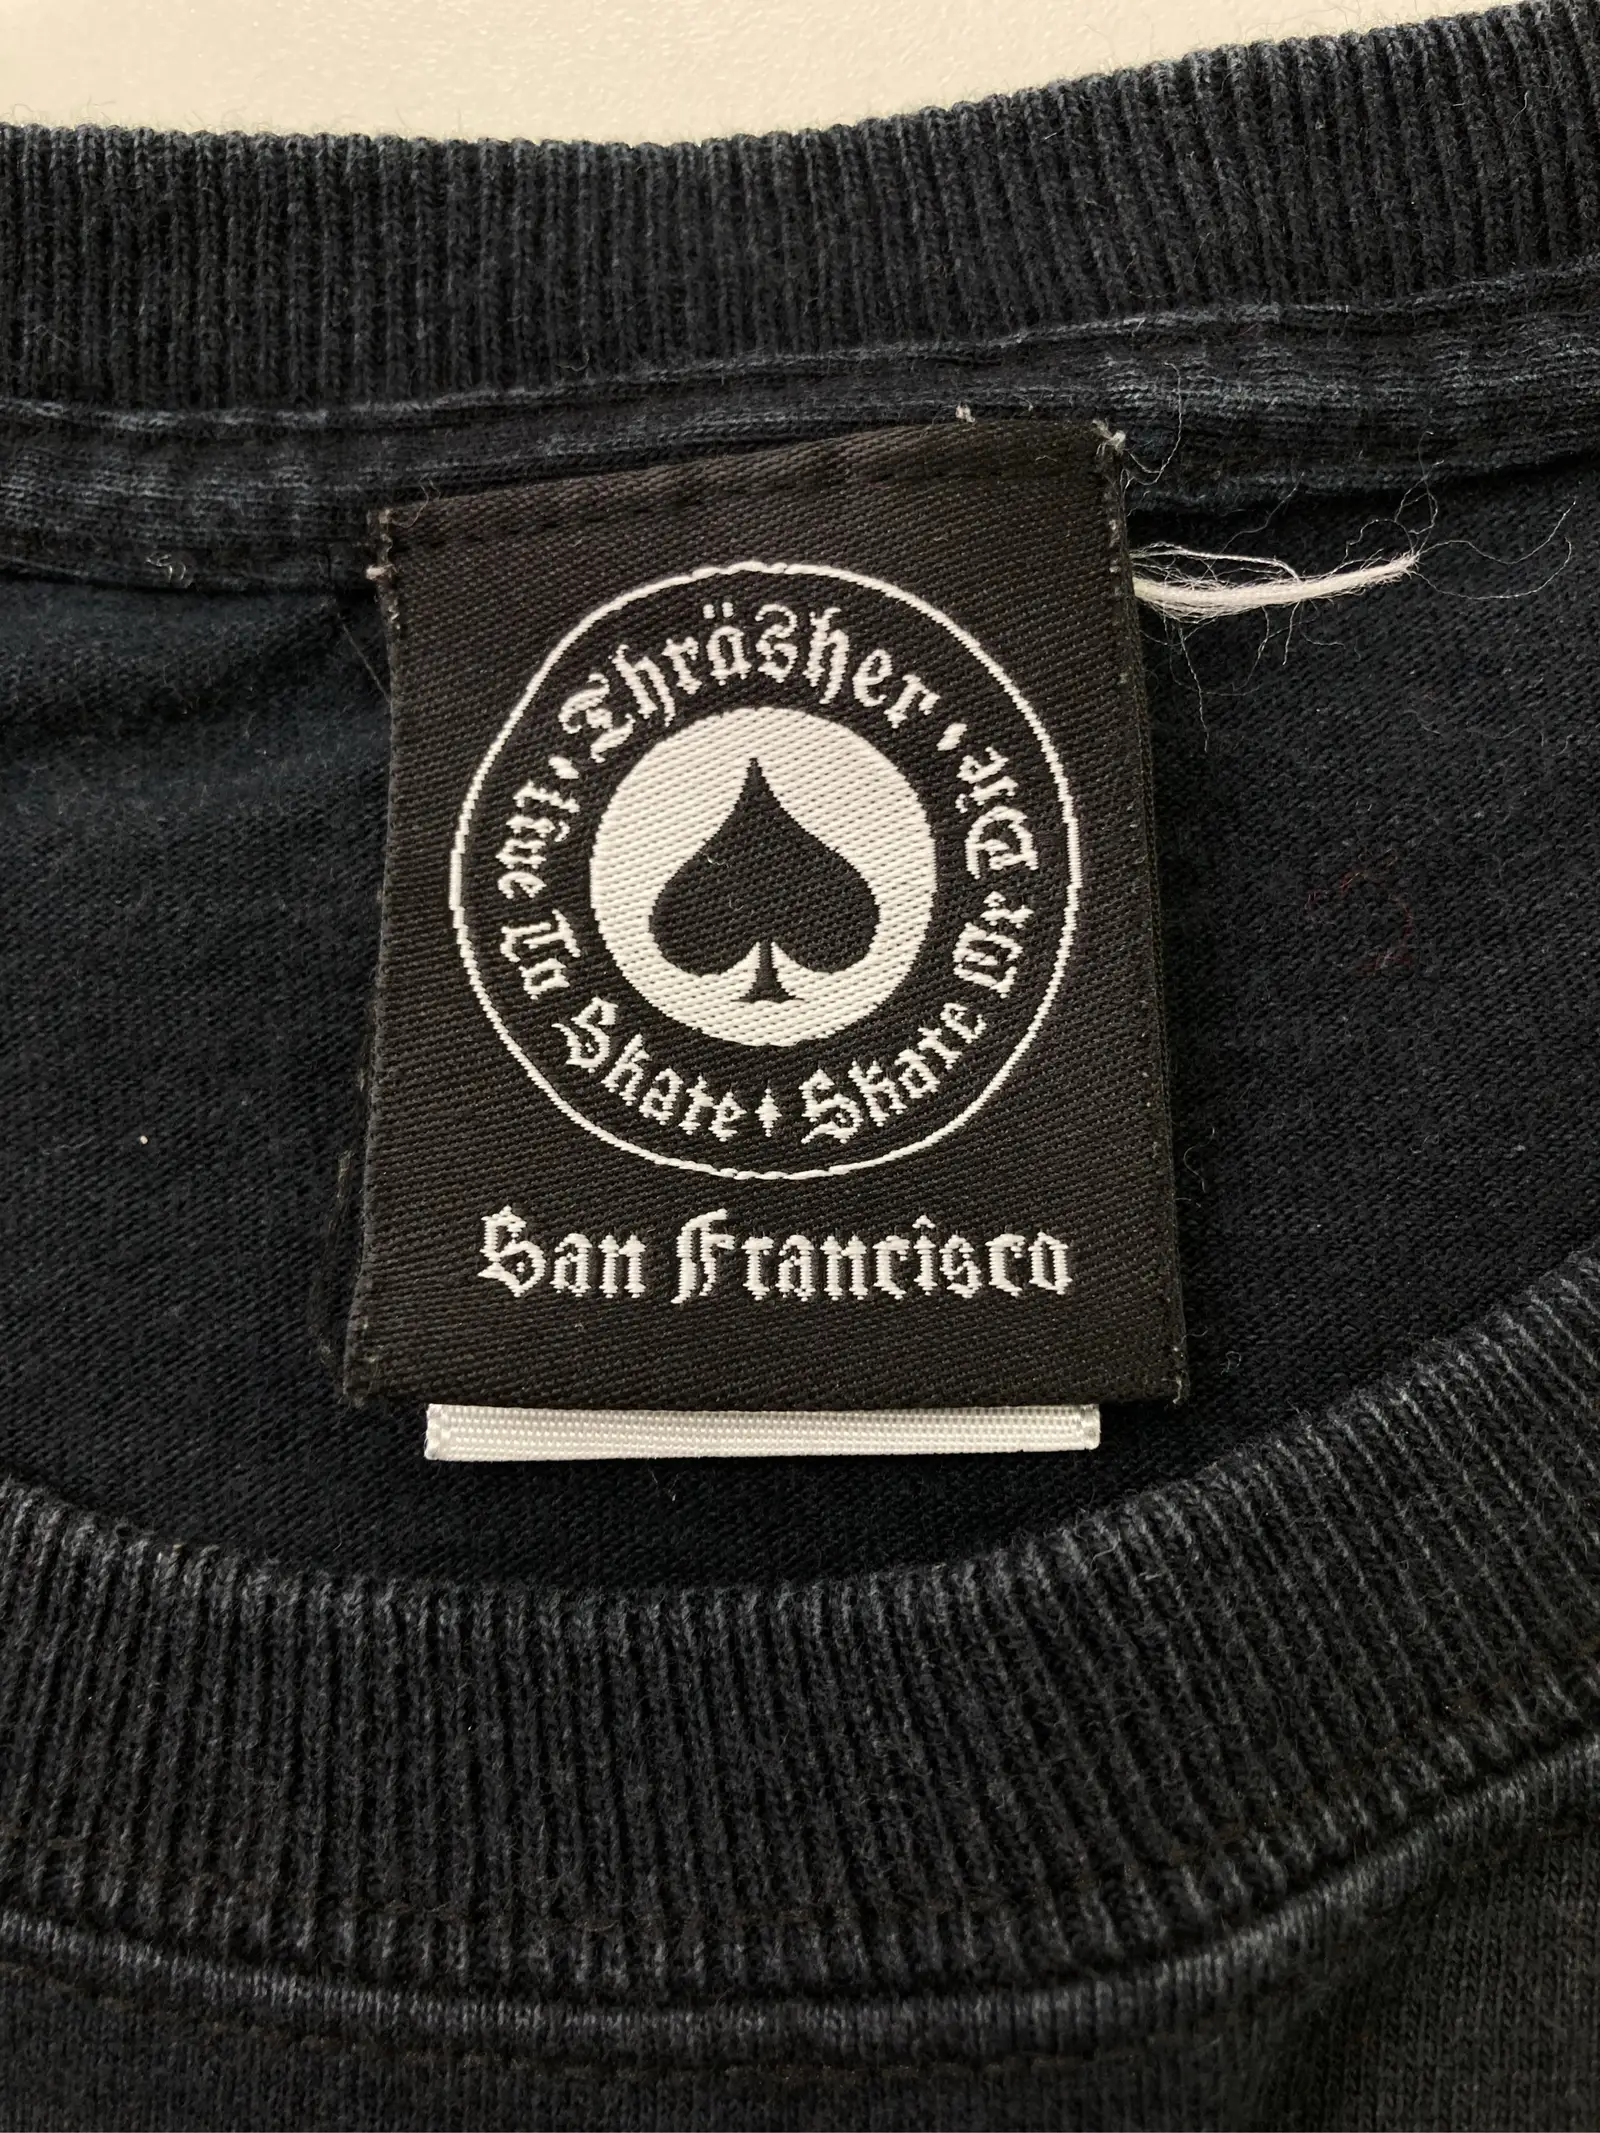 Thräsher
Live To Skate ♦ Skate Or Die
San Francisco